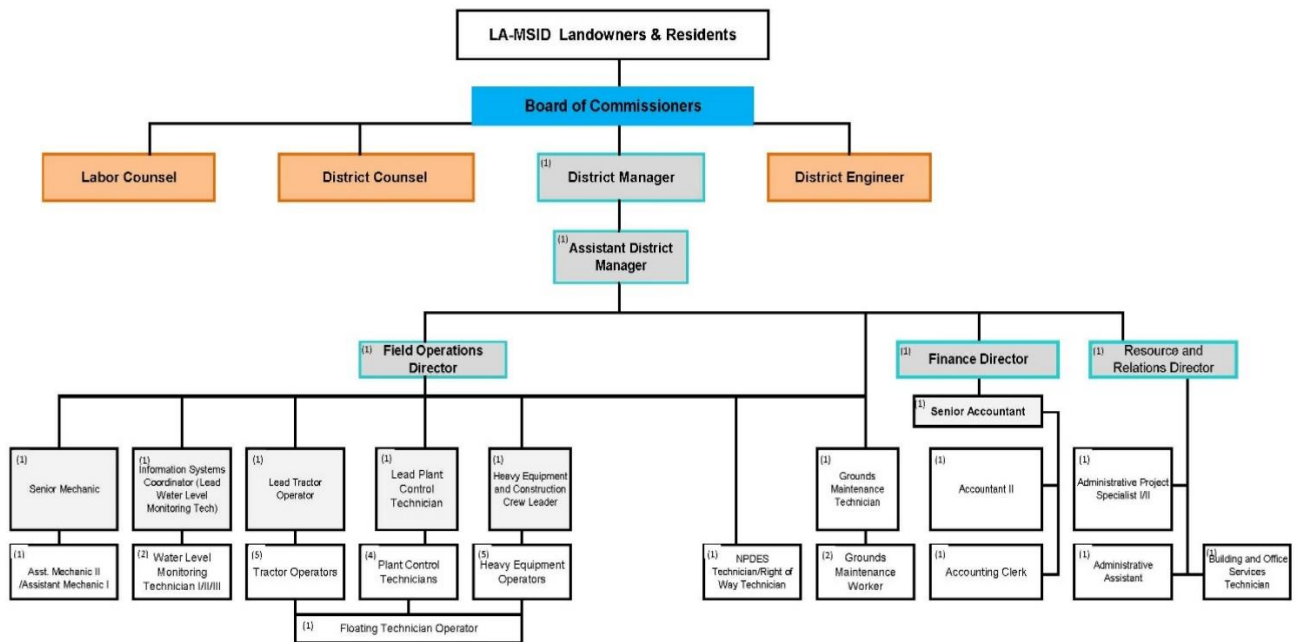 LA-MSID Landowners & Residents
Board of Commissioners
Labor Counsel
District Counsel
(1)
District Manager
District Engineer
(1)
Assistant District
Manager
(1)
Field Operations
Director
(1)
Finance Director
(1)
Resource and
Relations Director
(1)
Senior Accountant
(1)
Senior Mechanic
(1)
Information Systems
Coordinator (Lead
Water Level
Monitoring Tech)
(1)
Lead Tractor
Operator
(1)
Lead Plant
Control
Technician
(1)
Heavy Equipment
and Construction
Crew Leader
(1)
Grounds
Maintenance
Technician
(1)
Accountant II
(1)
Administrative Project
Specialist I/II
(1)
Asst. Mechanic II
/Assistant Mechanic I
(2)
Water Level
Monitoring
Technician I/II/III
(5)
Tractor Operators
(4)
Plant Control
Technicians
(5)
Heavy Equipment
Operators
(1)
NPDES
Technician/Right of
Way Technician
(2)
Grounds
Maintenance
Worker
(1)
Accounting Clerk
(1)
Administrative
Assistant
(1)
Building and Office
Services
Technician
(1)
Floating Technician Operator